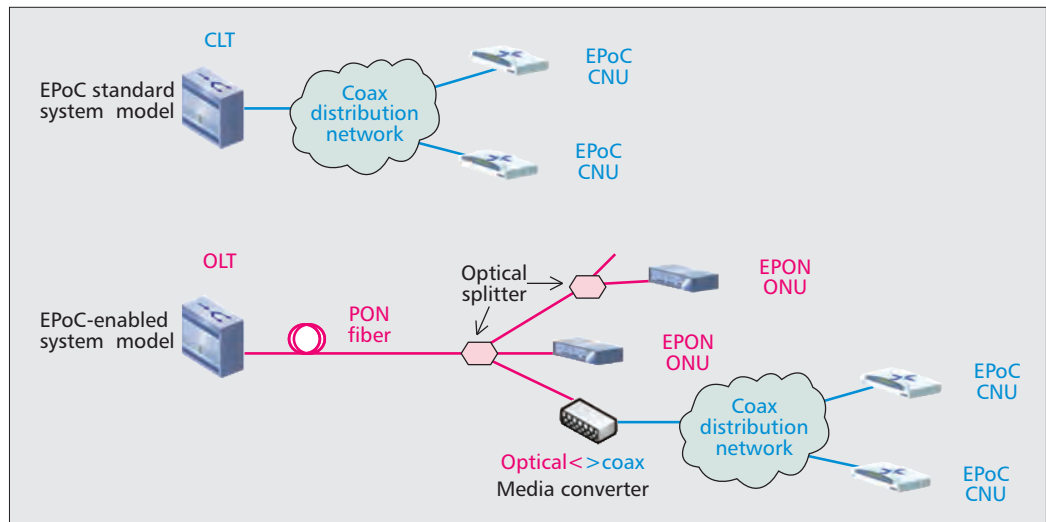 CLT
EPoC standard
system model
Coax
distribution
network
EPoC
CNU
EPoC
CNU
OLT
EPoC-enabled
system model
PON
fiber
Optical
splitter
EPON
ONU
EPON
ONU
Optical<>coax
Media converter
Coax
distribution
network
EPoC
CNU
EPoC
CNU